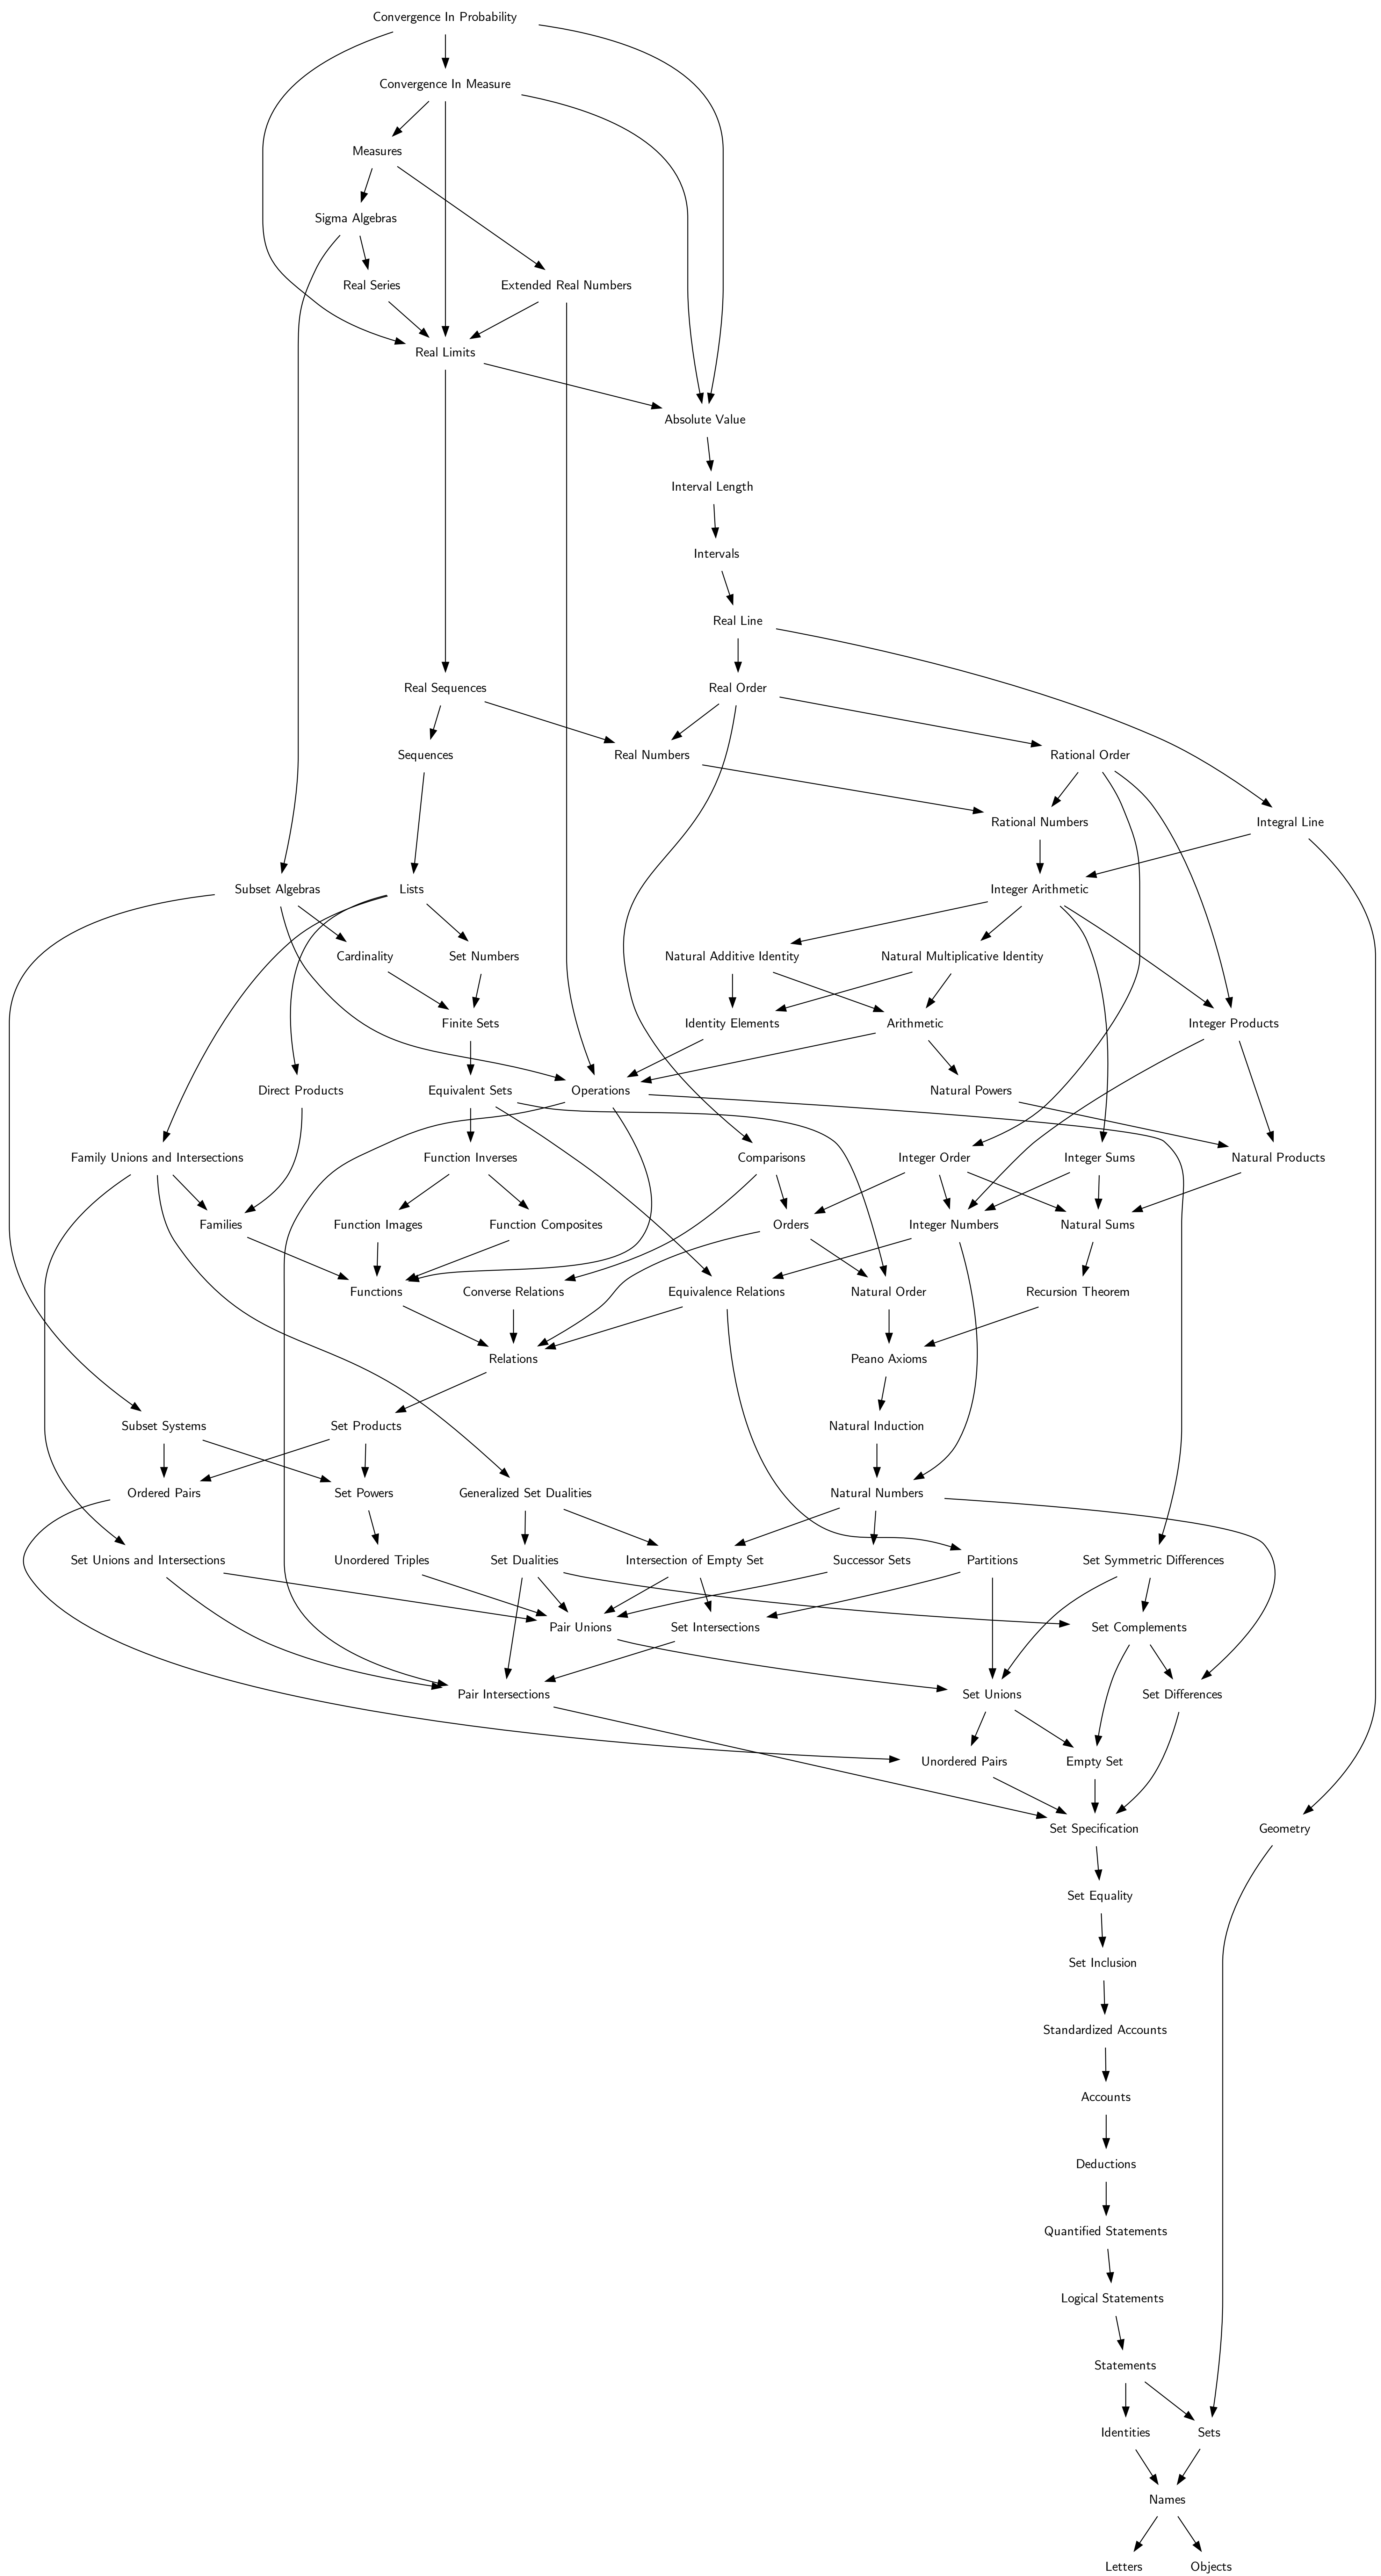 Convergence In Probability
Convergence In Measure
Measures
Sigma Algebras
Real Series
Extended Real Numbers
Real Limits
Absolute Value
Interval Length
Intervals
Real Line
Real Sequences
Real Order
Sequences
Real Numbers
Rational Order
Rational Numbers
Integral Line
Subset Algebras
Lists
Integer Arithmetic
Cardinality
Set Numbers
Natural Additive Identity
Natural Multiplicative Identity
Finite Sets
Identity Elements
Arithmetic
Integer Products
Direct Products
Equivalent Sets
Operations
Natural Powers
Family Unions and Intersections
Function Inverses
Comparisons
Integer Order
Integer Sums
Natural Products
Families
Function Images
Function Composites
Orders
Integer Numbers
Natural Sums
Functions
Converse Relations
Equivalence Relations
Natural Order
Recursion Theorem
Relations
Peano Axioms
Subset Systems
Set Products
Natural Induction
Ordered Pairs
Set Powers
Generalized Set Dualities
Natural Numbers
Set Unions and Intersections
Unordered Triples
Set Dualities
Intersection of Empty Set
Successor Sets
Partitions
Set Symmetric Differences
Pair Unions
Set Intersections
Set Complements
Pair Intersections
Set Unions
Set Differences
Unordered Pairs
Empty Set
Set Specification
Geometry
Set Equality
Set Inclusion
Standardized Accounts
Accounts
Deductions
Quantified Statements
Logical Statements
Statements
Identities
Sets
Names
Letters
Objects